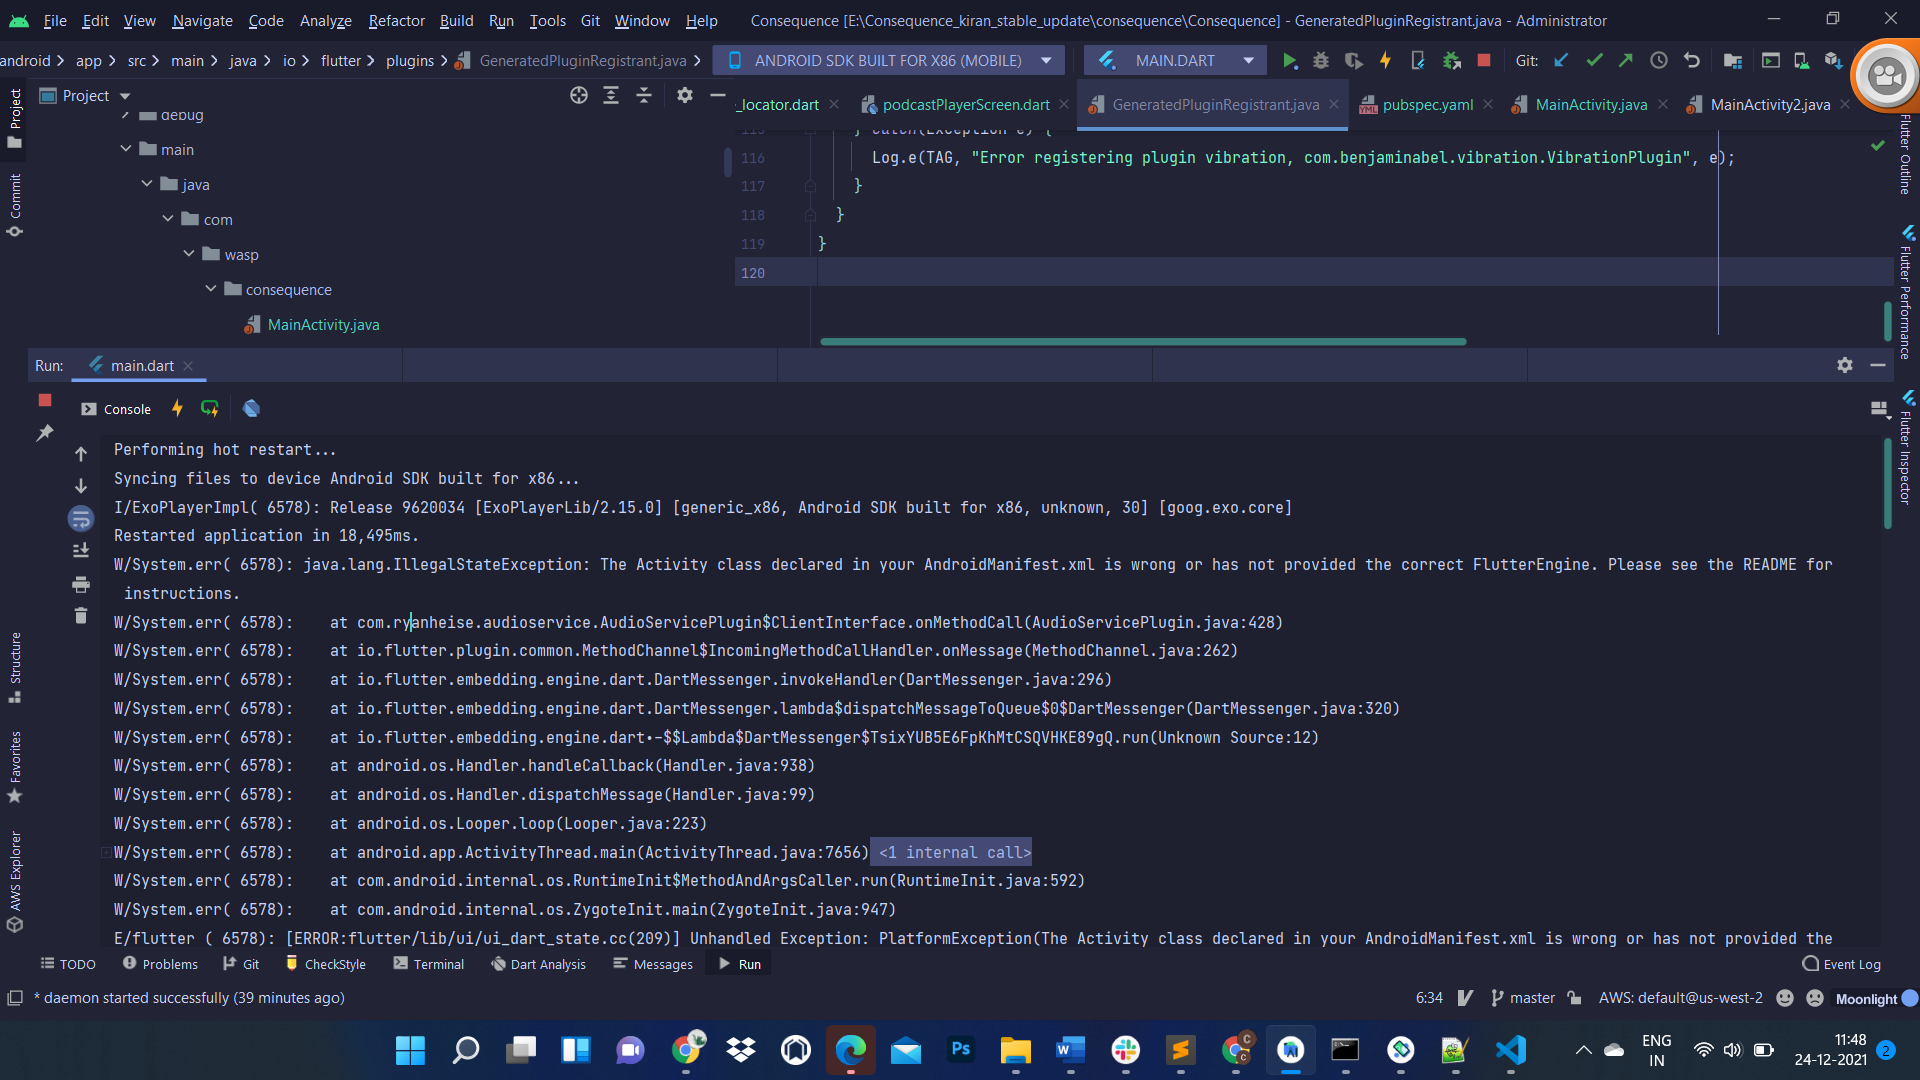 File Edit View Navigate Code Analyze Refactor Build Run Tools Git Window Help Consequence [E:\Consequence_kiran_stable_update\consequence\Consequence] - GeneratedPluginRegistrant.java - Administrator
android app src main java io flutter plugins GeneratedPluginRegistrant.java ANDROID SDK BUILT FOR X86 (MOBILE) MAIN.DART Git:
Project
_locator.dart podcastPlayerScreen.dart GeneratedPluginRegistrant.java pubspec.yaml MainActivity.java MainActivity2.java
debug
main
java
com
wasp
consequence
MainActivity.java
115 } catch(Exception e) {
116 Log.e(TAG, "Error registering plugin vibration, com.benjaminabel.vibration.VibrationPlugin", e);
117 }
118 }
119 }
120
Project
Commit
Structure
Favorites
AWS Explorer
Flutter Outline
Flutter Performance
Flutter Inspector
Run: main.dart
Console
Performing hot restart...
Syncing files to device Android SDK built for x86...
I/ExoPlayerImpl( 6578): Release 9620034 [ExoPlayerLib/2.15.0] [generic_x86, Android SDK built for x86, unknown, 30] [goog.exo.core]
Restarted application in 18,495ms.
W/System.err( 6578): java.lang.IllegalStateException: The Activity class declared in your AndroidManifest.xml is wrong or has not provided the correct FlutterEngine. Please see the README for
instructions.
W/System.err( 6578): at com.ryanheise.audioservice.AudioServicePlugin$ClientInterface.onMethodCall(AudioServicePlugin.java:428)
W/System.err( 6578): at io.flutter.plugin.common.MethodChannel$IncomingMethodCallHandler.onMessage(MethodChannel.java:262)
W/System.err( 6578): at io.flutter.embedding.engine.dart.DartMessenger.invokeHandler(DartMessenger.java:296)
W/System.err( 6578): at io.flutter.embedding.engine.dart.DartMessenger.lambda$dispatchMessageToQueue$0$DartMessenger(DartMessenger.java:320)
W/System.err( 6578): at io.flutter.embedding.engine.dart.-$$Lambda$DartMessenger$TsixYUB5E6FpKhMtCSQVHKE89gQ.run(Unknown Source:12)
W/System.err( 6578): at android.os.Handler.handleCallback(Handler.java:938)
W/System.err( 6578): at android.os.Handler.dispatchMessage(Handler.java:99)
W/System.err( 6578): at android.os.Looper.loop(Looper.java:223)
W/System.err( 6578): at android.app.ActivityThread.main(ActivityThread.java:7656) <1 internal call>
W/System.err( 6578): at com.android.internal.os.RuntimeInit$MethodAndArgsCaller.run(RuntimeInit.java:592)
W/System.err( 6578): at com.android.internal.os.ZygoteInit.main(ZygoteInit.java:947)
E/flutter ( 6578): [ERROR:flutter/lib/ui/ui_dart_state.cc(209)] Unhandled Exception: PlatformException(The Activity class declared in your AndroidManifest.xml is wrong or has not provided the
TODO Problems Git CheckStyle Terminal Dart Analysis Messages Run Event Log
* daemon started successfully (39 minutes ago) 6:34 master AWS: default@us-west-2 Moonlight
ENG
IN
11:48
24-12-2021
2